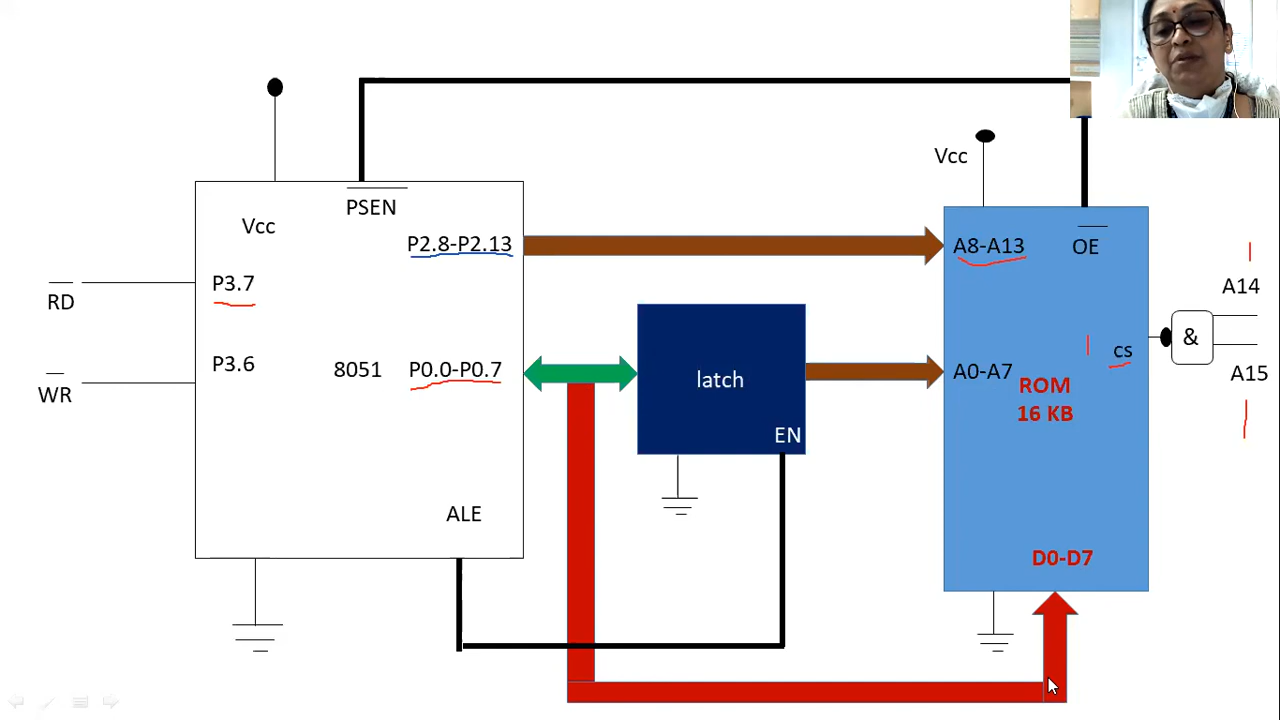 Vcc
PSEN
P2.8-P2.13
A8-A13
OE
Vcc
P3.7
RD
A14
&
cs
P3.6
8051
P0.0-P0.7
latch
A0-A7
A15
WR
ROM
16 KB
EN
ALE
D0-D7